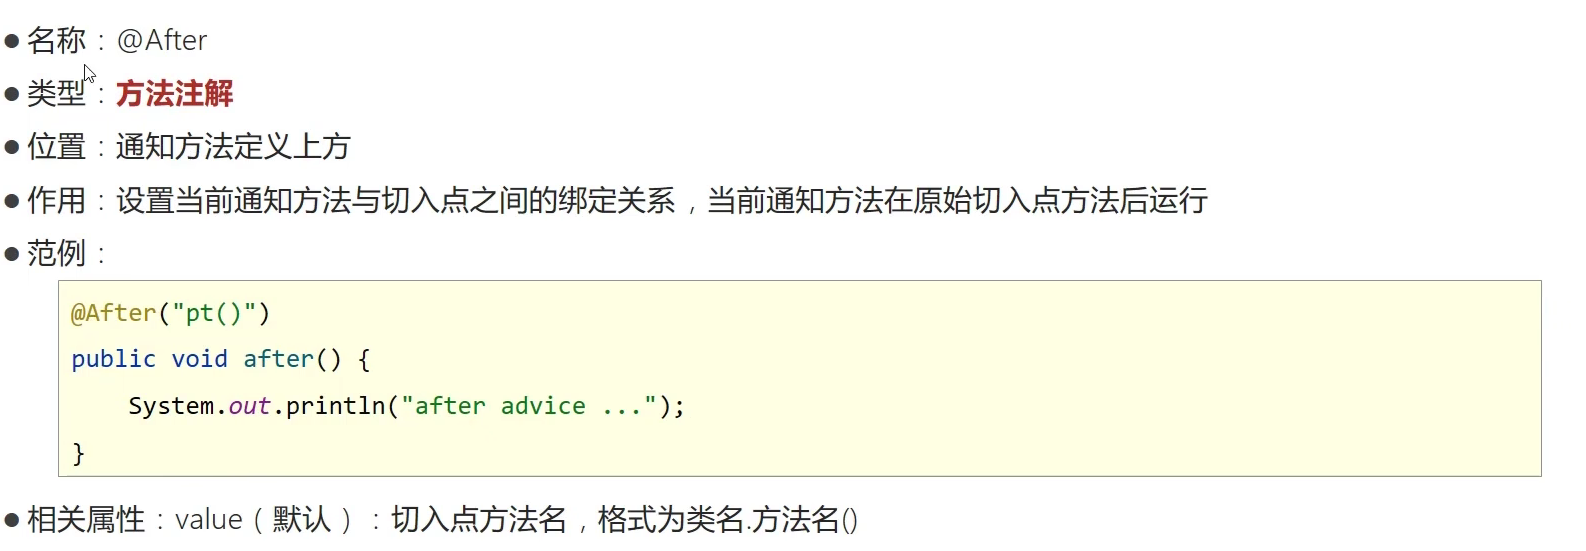 ● 名称：@After
● 类型：方法注解
● 位置：通知方法定义上方
● 作用：设置当前通知方法与切入点之间的绑定关系，当前通知方法在原始切入点方法后运行
● 范例：
@After("pt()")
public void after() {
    System.out.println("after advice ...");
}
● 相关属性：value（默认）：切入点方法名，格式为类名.方法名()